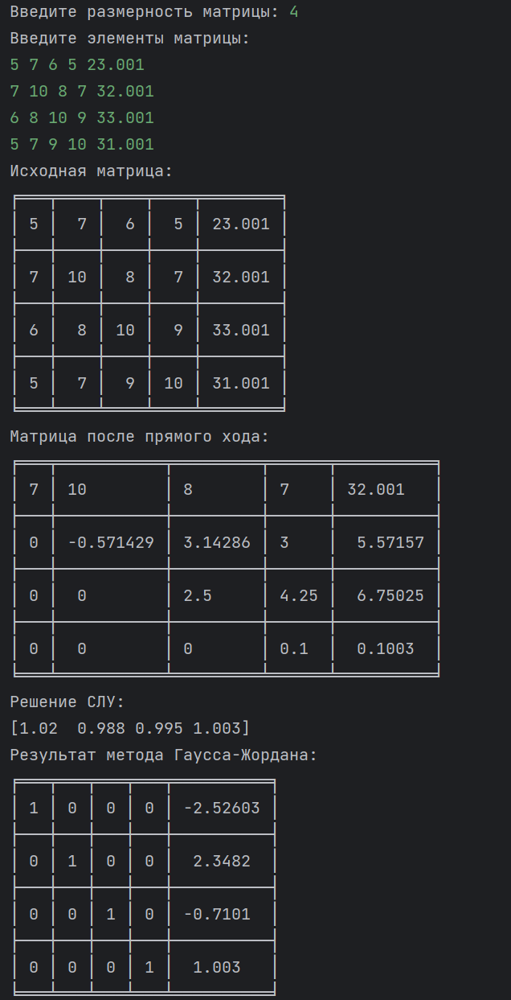 Введите размерность матрицы: 4
Введите элементы матрицы:
5 7 6 5 23.001
7 10 8 7 32.001
6 8 10 9 33.001
5 7 9 10 31.001
Исходная матрица:
5 7 6 5 23.001
7 10 8 7 32.001
6 8 10 9 33.001
5 7 9 10 31.001
Матрица после прямого хода:
7 10 8 7 32.001
0 -0.571429 3.14286 3 5.57157
0 0 2.5 4.25 6.75025
0 0 0 0.1 0.1003
Решение СЛУ:
[1.02  0.988 0.995 1.003]
Результат метода Гаусса-Жордана:
1 0 0 0 -2.52603
0 1 0 0 2.3482
0 0 1 0 -0.7101
0 0 0 1 1.003